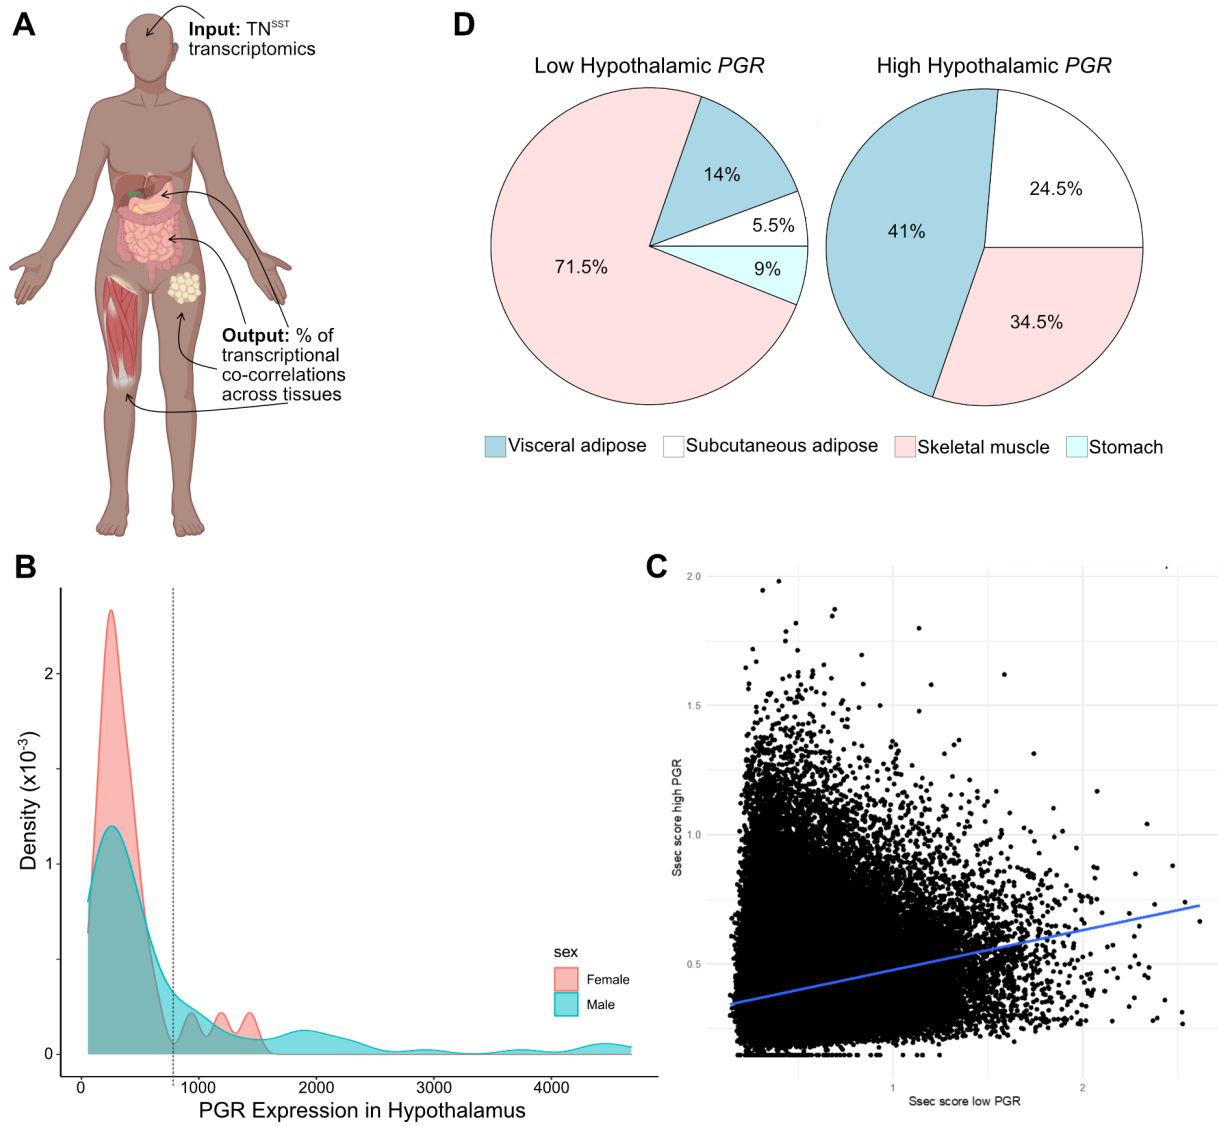 A
Input: TN^SST
transcriptomics
Output: % of
transcriptional
co-correlations
across tissues
D
Low Hypothalamic PGR
High Hypothalamic PGR
14%
5.5%
9%
71.5%
41%
24.5%
34.5%
Visceral adipose
Subcutaneous adipose
Skeletal muscle
Stomach
B
Density (x10^-3)
2
1
0
0
1000
2000
3000
4000
PGR Expression in Hypothalamus
sex
Female
Male
C
Ssec score high PGR
2.0
1.5
1.0
0.5
1
2
Ssec score low PGR